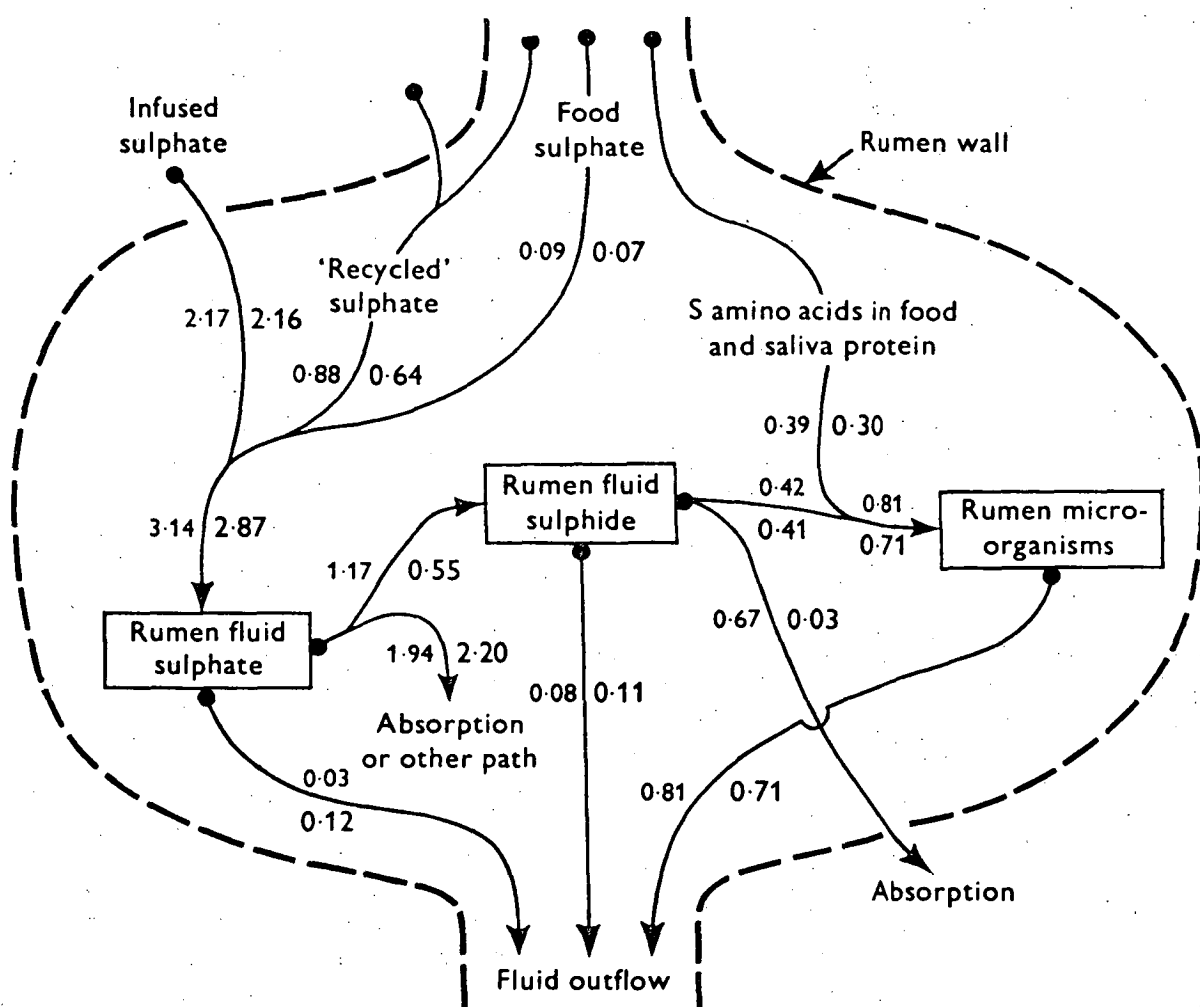 Infused
sulphate
Food
sulphate
Rumen wall
'Recycled'
sulphate
0·09 0·07
2·17 2·16
S amino acids in food
and saliva protein
0·88 0·64
0·39 0·30
Rumen fluid
sulphide
0·42
0·41
0·81
0·71
Rumen micro-
organisms
3·14 2·87
1·17 0·55
Rumen fluid
sulphate
1·94 2·20
Absorption
or other path
0·67 0·03
0·08 0·11
0·03
0·12
0·81 0·71
Absorption
Fluid outflow